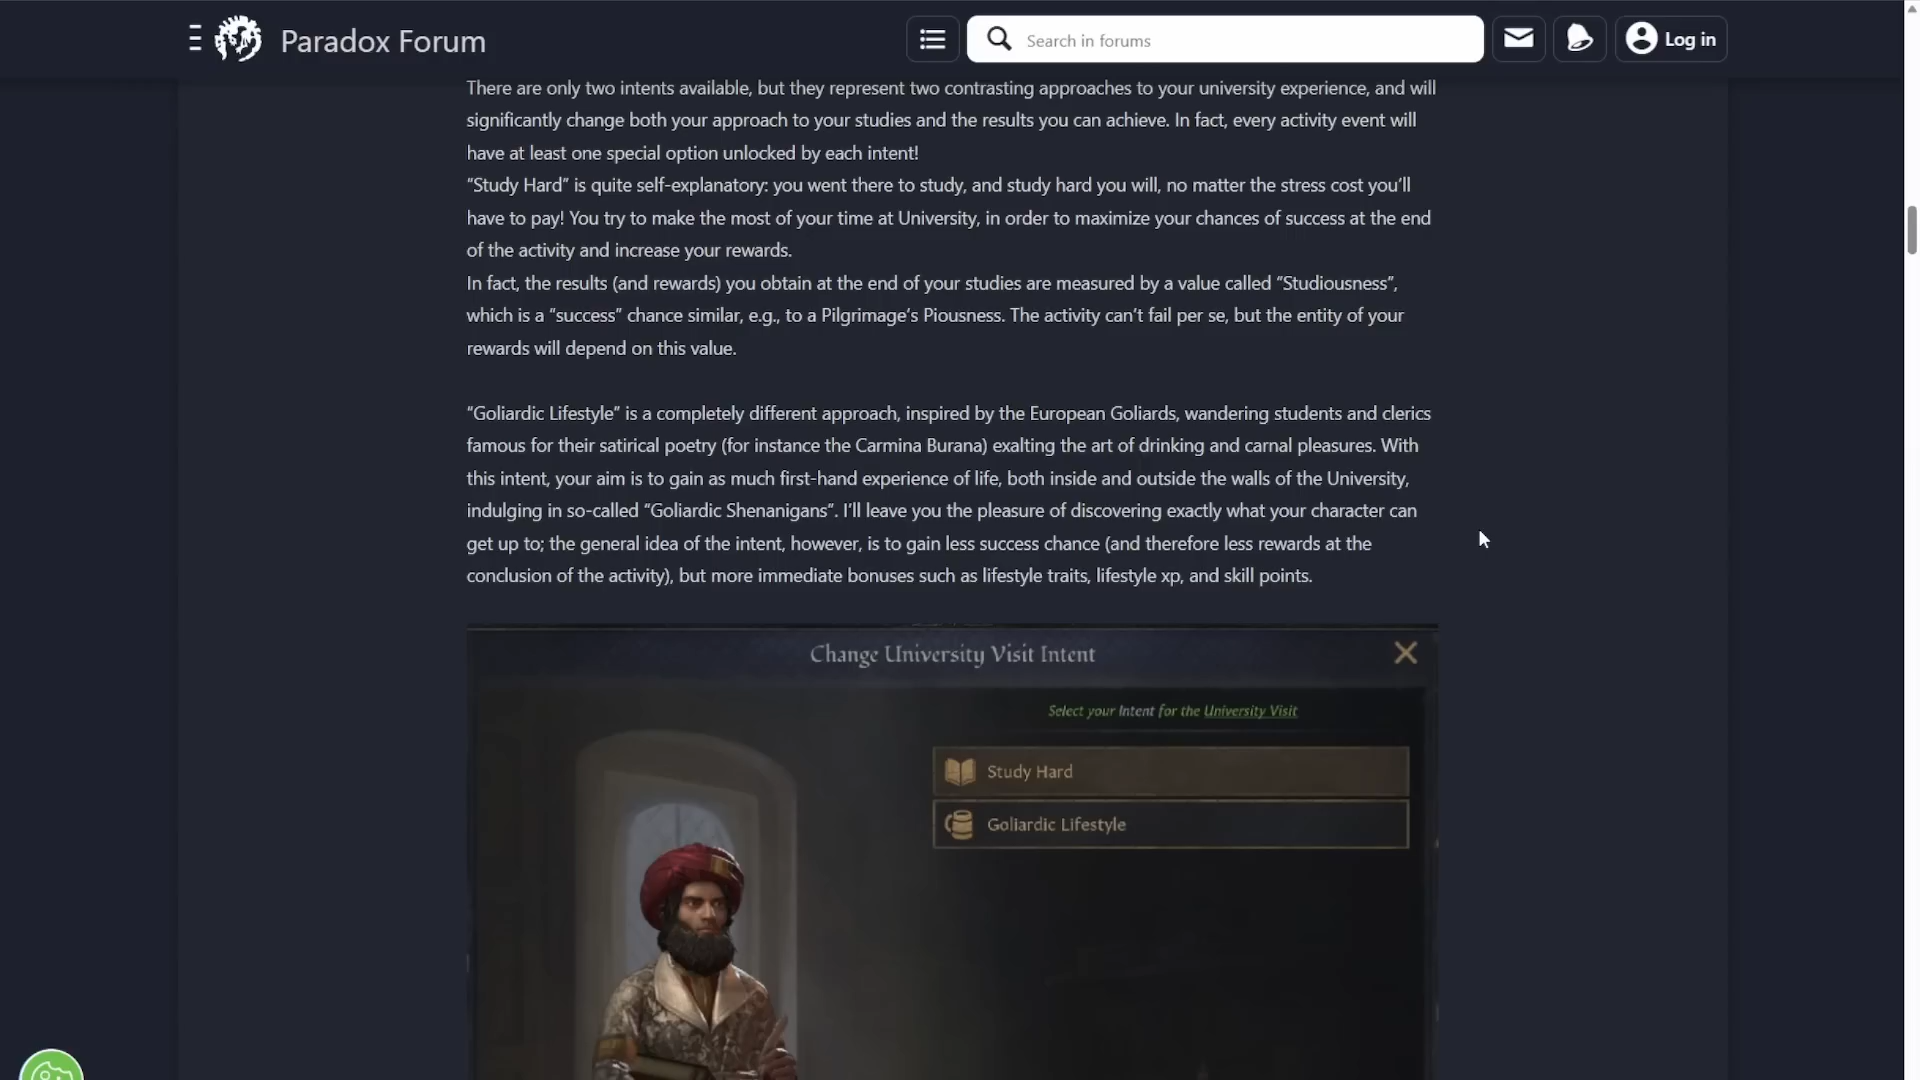 Paradox Forum
Search in forums
Log in
There are only two intents available, but they represent two contrasting approaches to your university experience, and will
significantly change both your approach to your studies and the results you can achieve. In fact, every activity event will
have at least one special option unlocked by each intent!
“Study Hard” is quite self-explanatory: you went there to study, and study hard you will, no matter the stress cost you’ll
have to pay! You try to make the most of your time at University, in order to maximize your chances of success at the end
of the activity and increase your rewards.
In fact, the results (and rewards) you obtain at the end of your studies are measured by a value called “Studiousness”,
which is a “success” chance similar, e.g., to a Pilgrimage’s Piousness. The activity can’t fail per se, but the entity of your
rewards will depend on this value.
“Goliardic Lifestyle” is a completely different approach, inspired by the European Goliards, wandering students and clerics
famous for their satirical poetry (for instance the Carmina Burana) exalting the art of drinking and carnal pleasures. With
this intent, your aim is to gain as much first-hand experience of life, both inside and outside the walls of the University,
indulging in so-called “Goliardic Shenanigans”. I’ll leave you the pleasure of discovering exactly what your character can
get up to; the general idea of the intent, however, is to gain less success chance (and therefore less rewards at the
conclusion of the activity), but more immediate bonuses such as lifestyle traits, lifestyle xp, and skill points.
Change University Visit Intent
Select your Intent for the University Visit
Study Hard
Goliardic Lifestyle